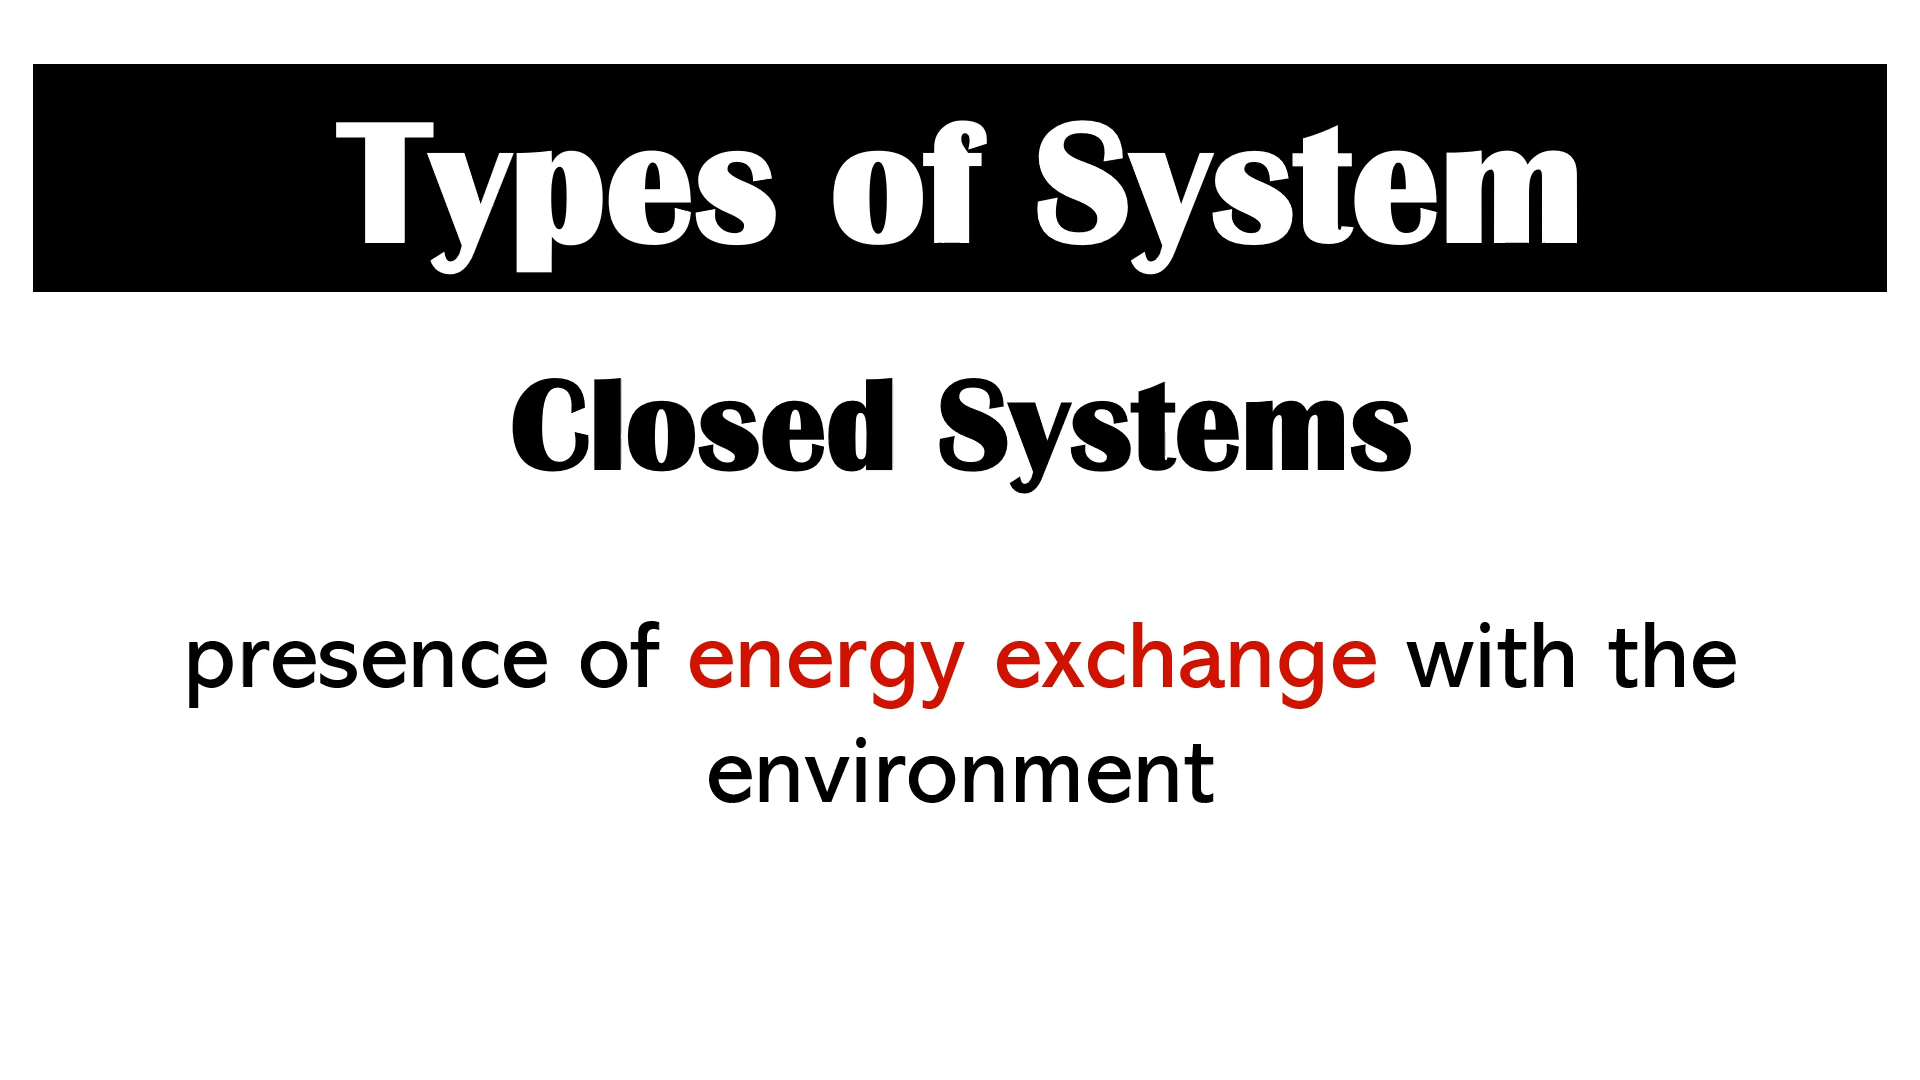 Types of System
Closed Systems
presence of energy exchange with the
environment